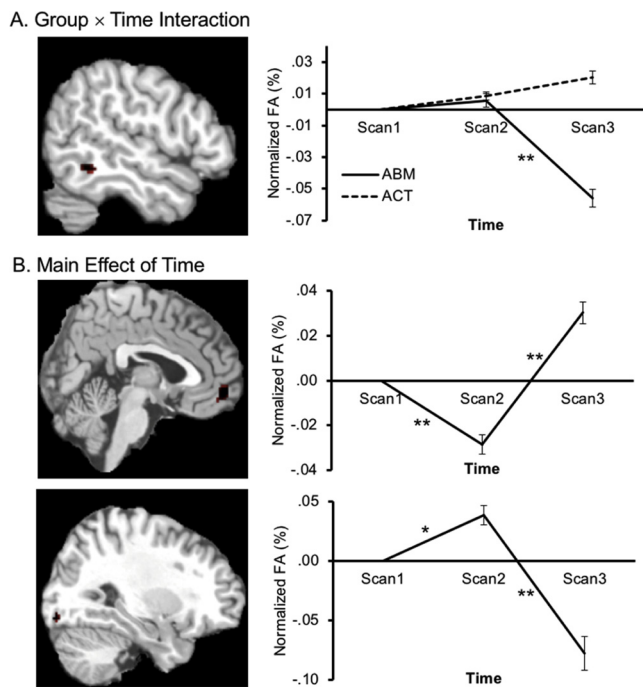 A. Group × Time Interaction
Normalized FA (%)
.03
.01
-.01
-.03
-.05
-.07
Scan1
Scan2
Scan3
**
ABM
ACT
Time
B. Main Effect of Time
Normalized FA (%)
.04
.02
.00
-.02
-.04
Scan1
Scan2
Scan3
**
**
Time
Normalized FA (%)
.05
.00
-.05
-.10
Scan1
Scan2
Scan3
*
**
Time